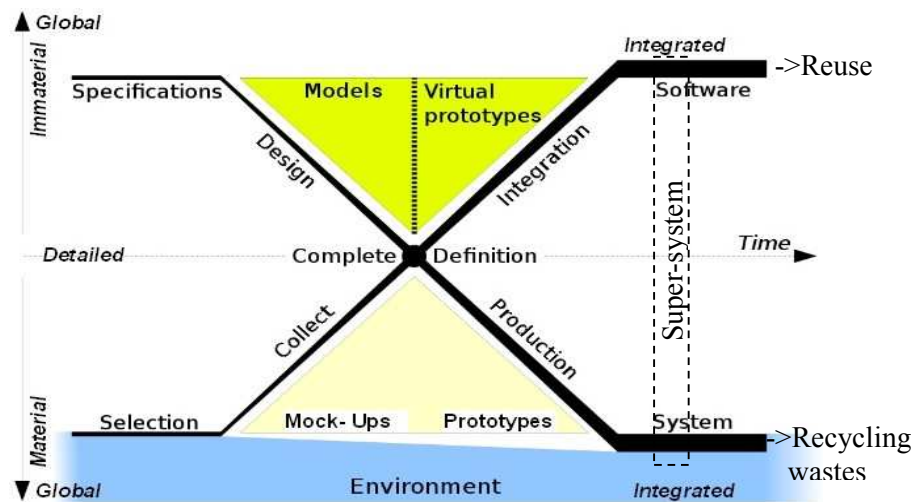 Global
Integrated
->Reuse
Immaterial
Specifications
Models
Virtual
prototypes
Software
Design
Integration
Detailed
Complete
Definition
Time
Super-system
Collect
Production
Material
Selection
Mock- Ups
Prototypes
System
->Recycling
wastes
Global
Environment
Integrated